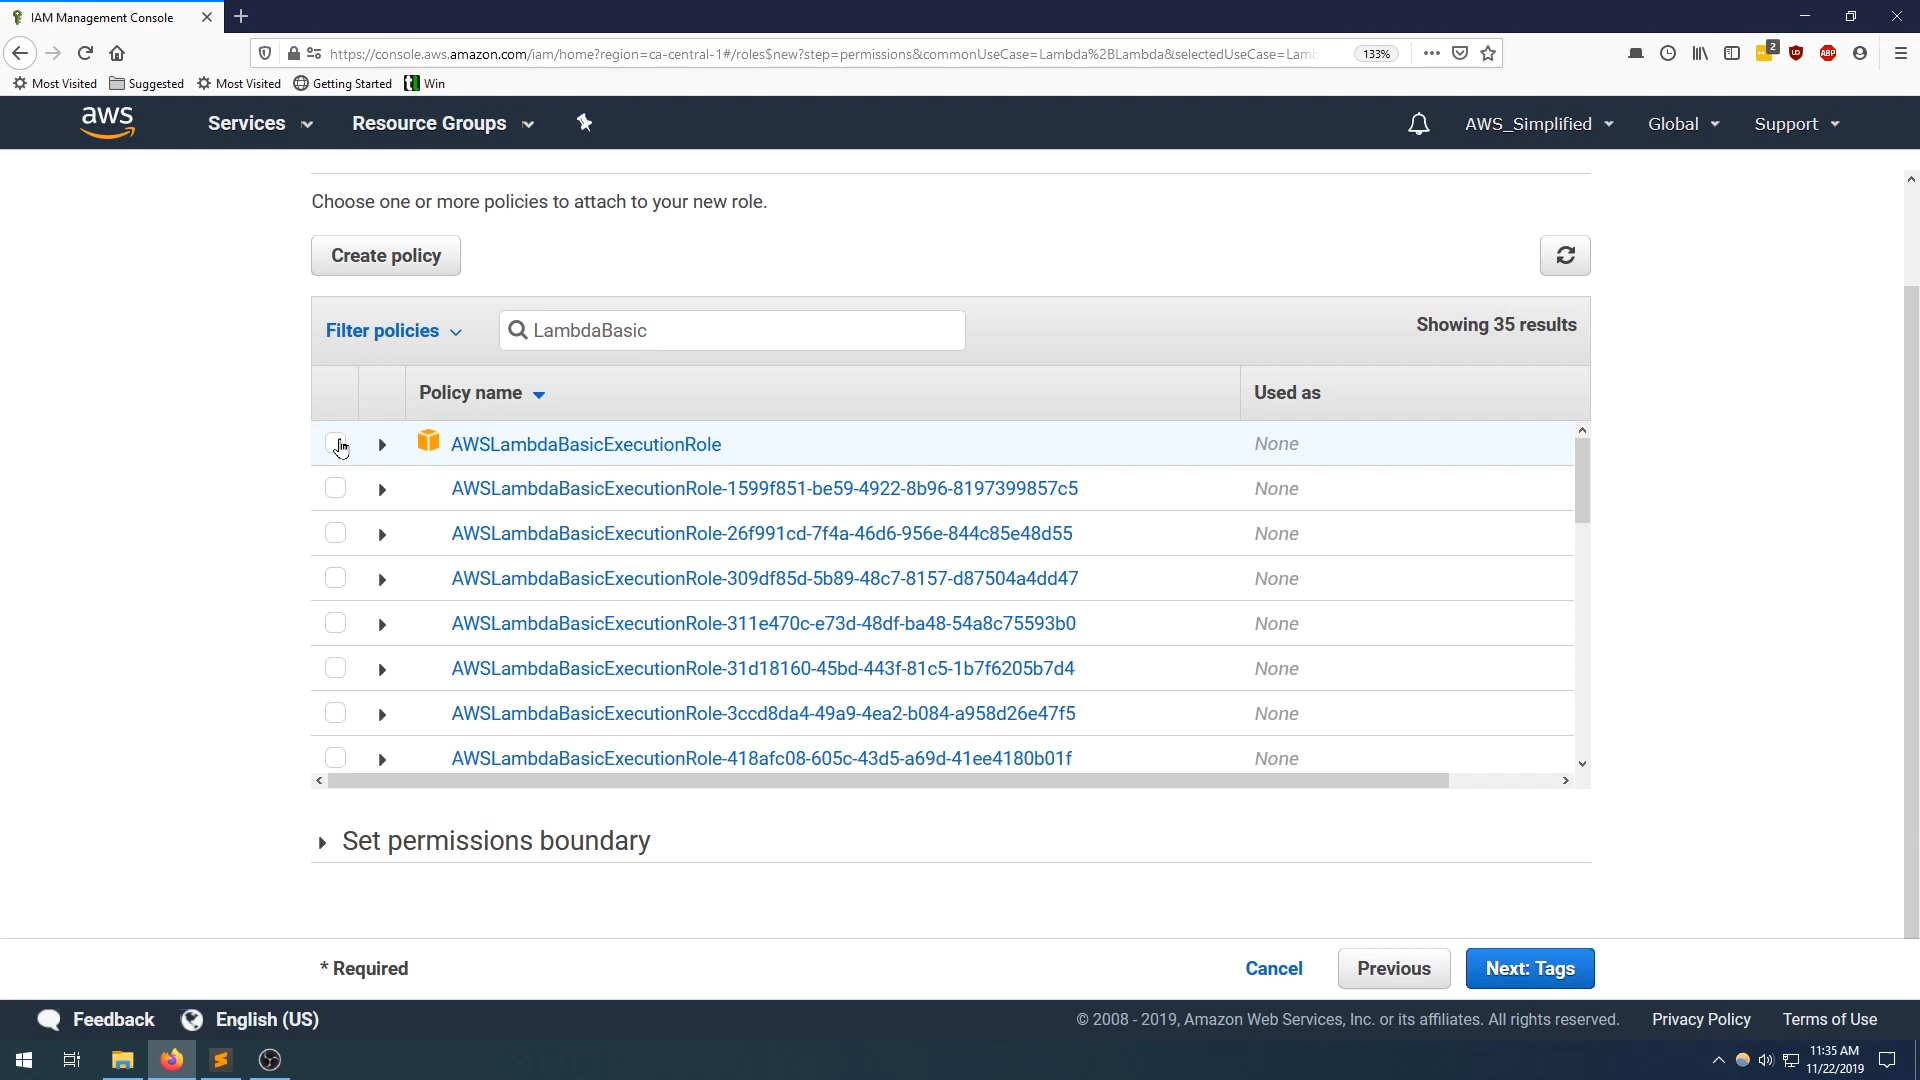 IAM Management Console
https://console.aws.amazon.com/iam/home?region=ca-central-1#/roles$new?step=permissions&commonUseCase=Lambda%2BLambda&selectedUseCase=Lam
133%
2
ABP
Most Visited
Suggested
Most Visited
Getting Started
Win
aws
Services
Resource Groups
AWS_Simplified
Global
Support
Choose one or more policies to attach to your new role.
Create policy
Filter policies
LambdaBasic
Showing 35 results
Policy name
Used as
AWSLambdaBasicExecutionRole
None
AWSLambdaBasicExecutionRole-1599f851-be59-4922-8b96-8197399857c5
None
AWSLambdaBasicExecutionRole-26f991cd-7f4a-46d6-956e-844c85e48d55
None
AWSLambdaBasicExecutionRole-309df85d-5b89-48c7-8157-d87504a4dd47
None
AWSLambdaBasicExecutionRole-311e470c-e73d-48df-ba48-54a8c75593b0
None
AWSLambdaBasicExecutionRole-31d18160-45bd-443f-81c5-1b7f6205b7d4
None
AWSLambdaBasicExecutionRole-3ccd8da4-49a9-4ea2-b084-a958d26e47f5
None
AWSLambdaBasicExecutionRole-418afc08-605c-43d5-a69d-41ee4180b01f
None
Set permissions boundary
* Required
Cancel
Previous
Next: Tags
Feedback
English (US)
© 2008 - 2019, Amazon Web Services, Inc. or its affiliates. All rights reserved.
Privacy Policy
Terms of Use
11:35 AM
11/22/2019